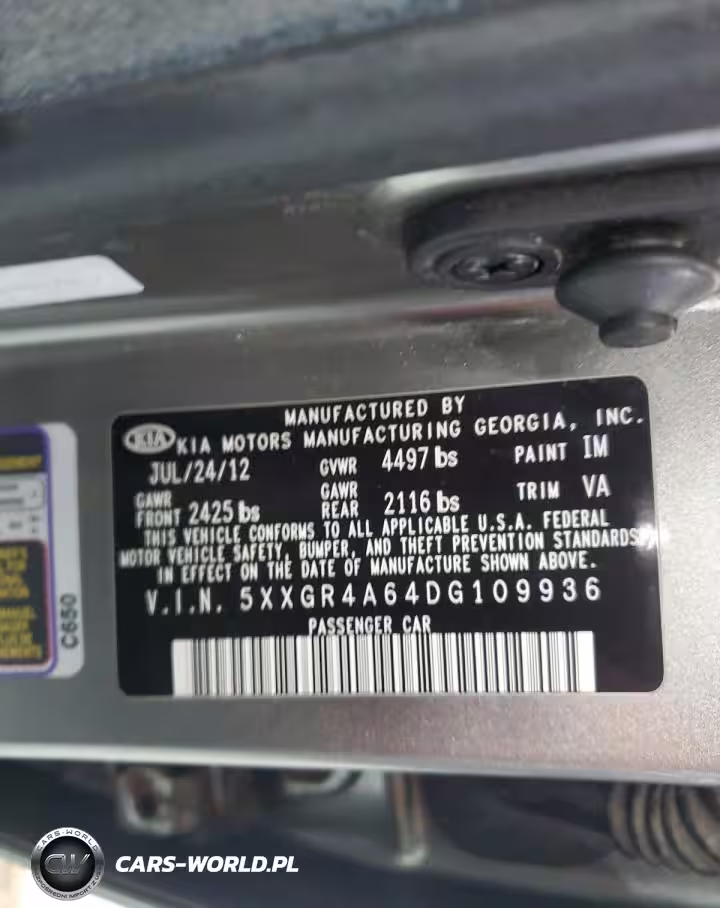 MANUFACTURED BY
KIA KIA MOTORS MANUFACTURING GEORGIA, INC.
JUL/24/12 GVWR 4497 lbs PAINT IM
GAWR FRONT 2425 lbs GAWR REAR 2116 lbs TRIM VA
THIS VEHICLE CONFORMS TO ALL APPLICABLE U.S.A. FEDERAL
MOTOR VEHICLE SAFETY, BUMPER, AND THEFT PREVENTION STANDARDS
IN EFFECT ON THE DATE OF MANUFACTURE SHOWN ABOVE.
V.I.N. 5XXGR4A64DG109936
PASSENGER CAR
C650
CARS-WORLD
CW
CARS-WORLD.PL